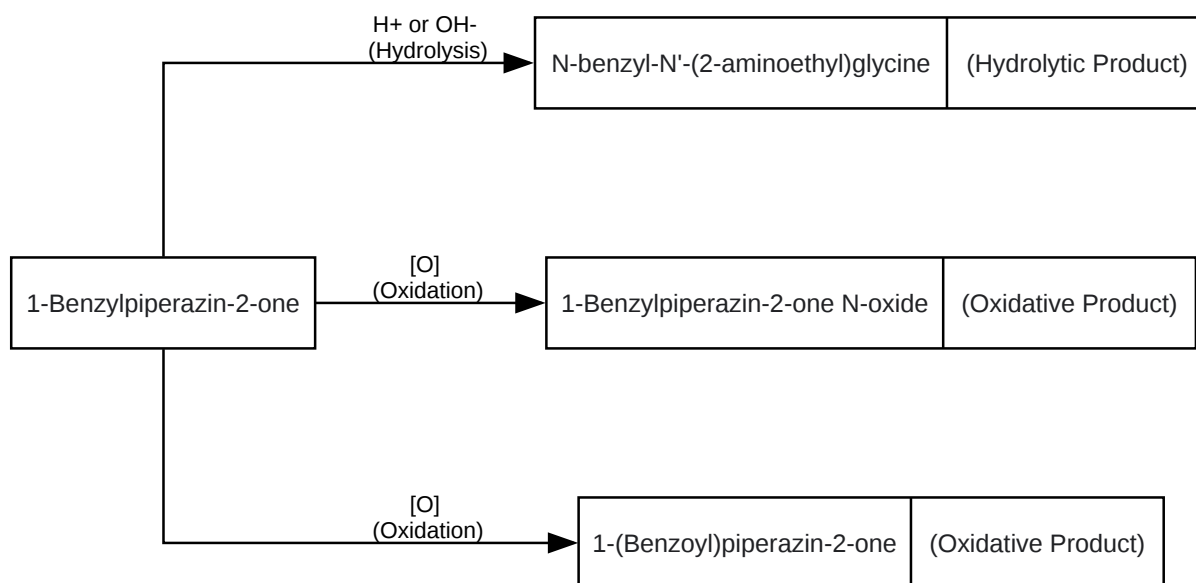 H+ or OH-
(Hydrolysis)
N-benzyl-N'-(2-aminoethyl)glycine (Hydrolytic Product)
1-Benzylpiperazin-2-one
[O]
(Oxidation)
1-Benzylpiperazin-2-one N-oxide (Oxidative Product)
[O]
(Oxidation)
1-(Benzoyl)piperazin-2-one (Oxidative Product)